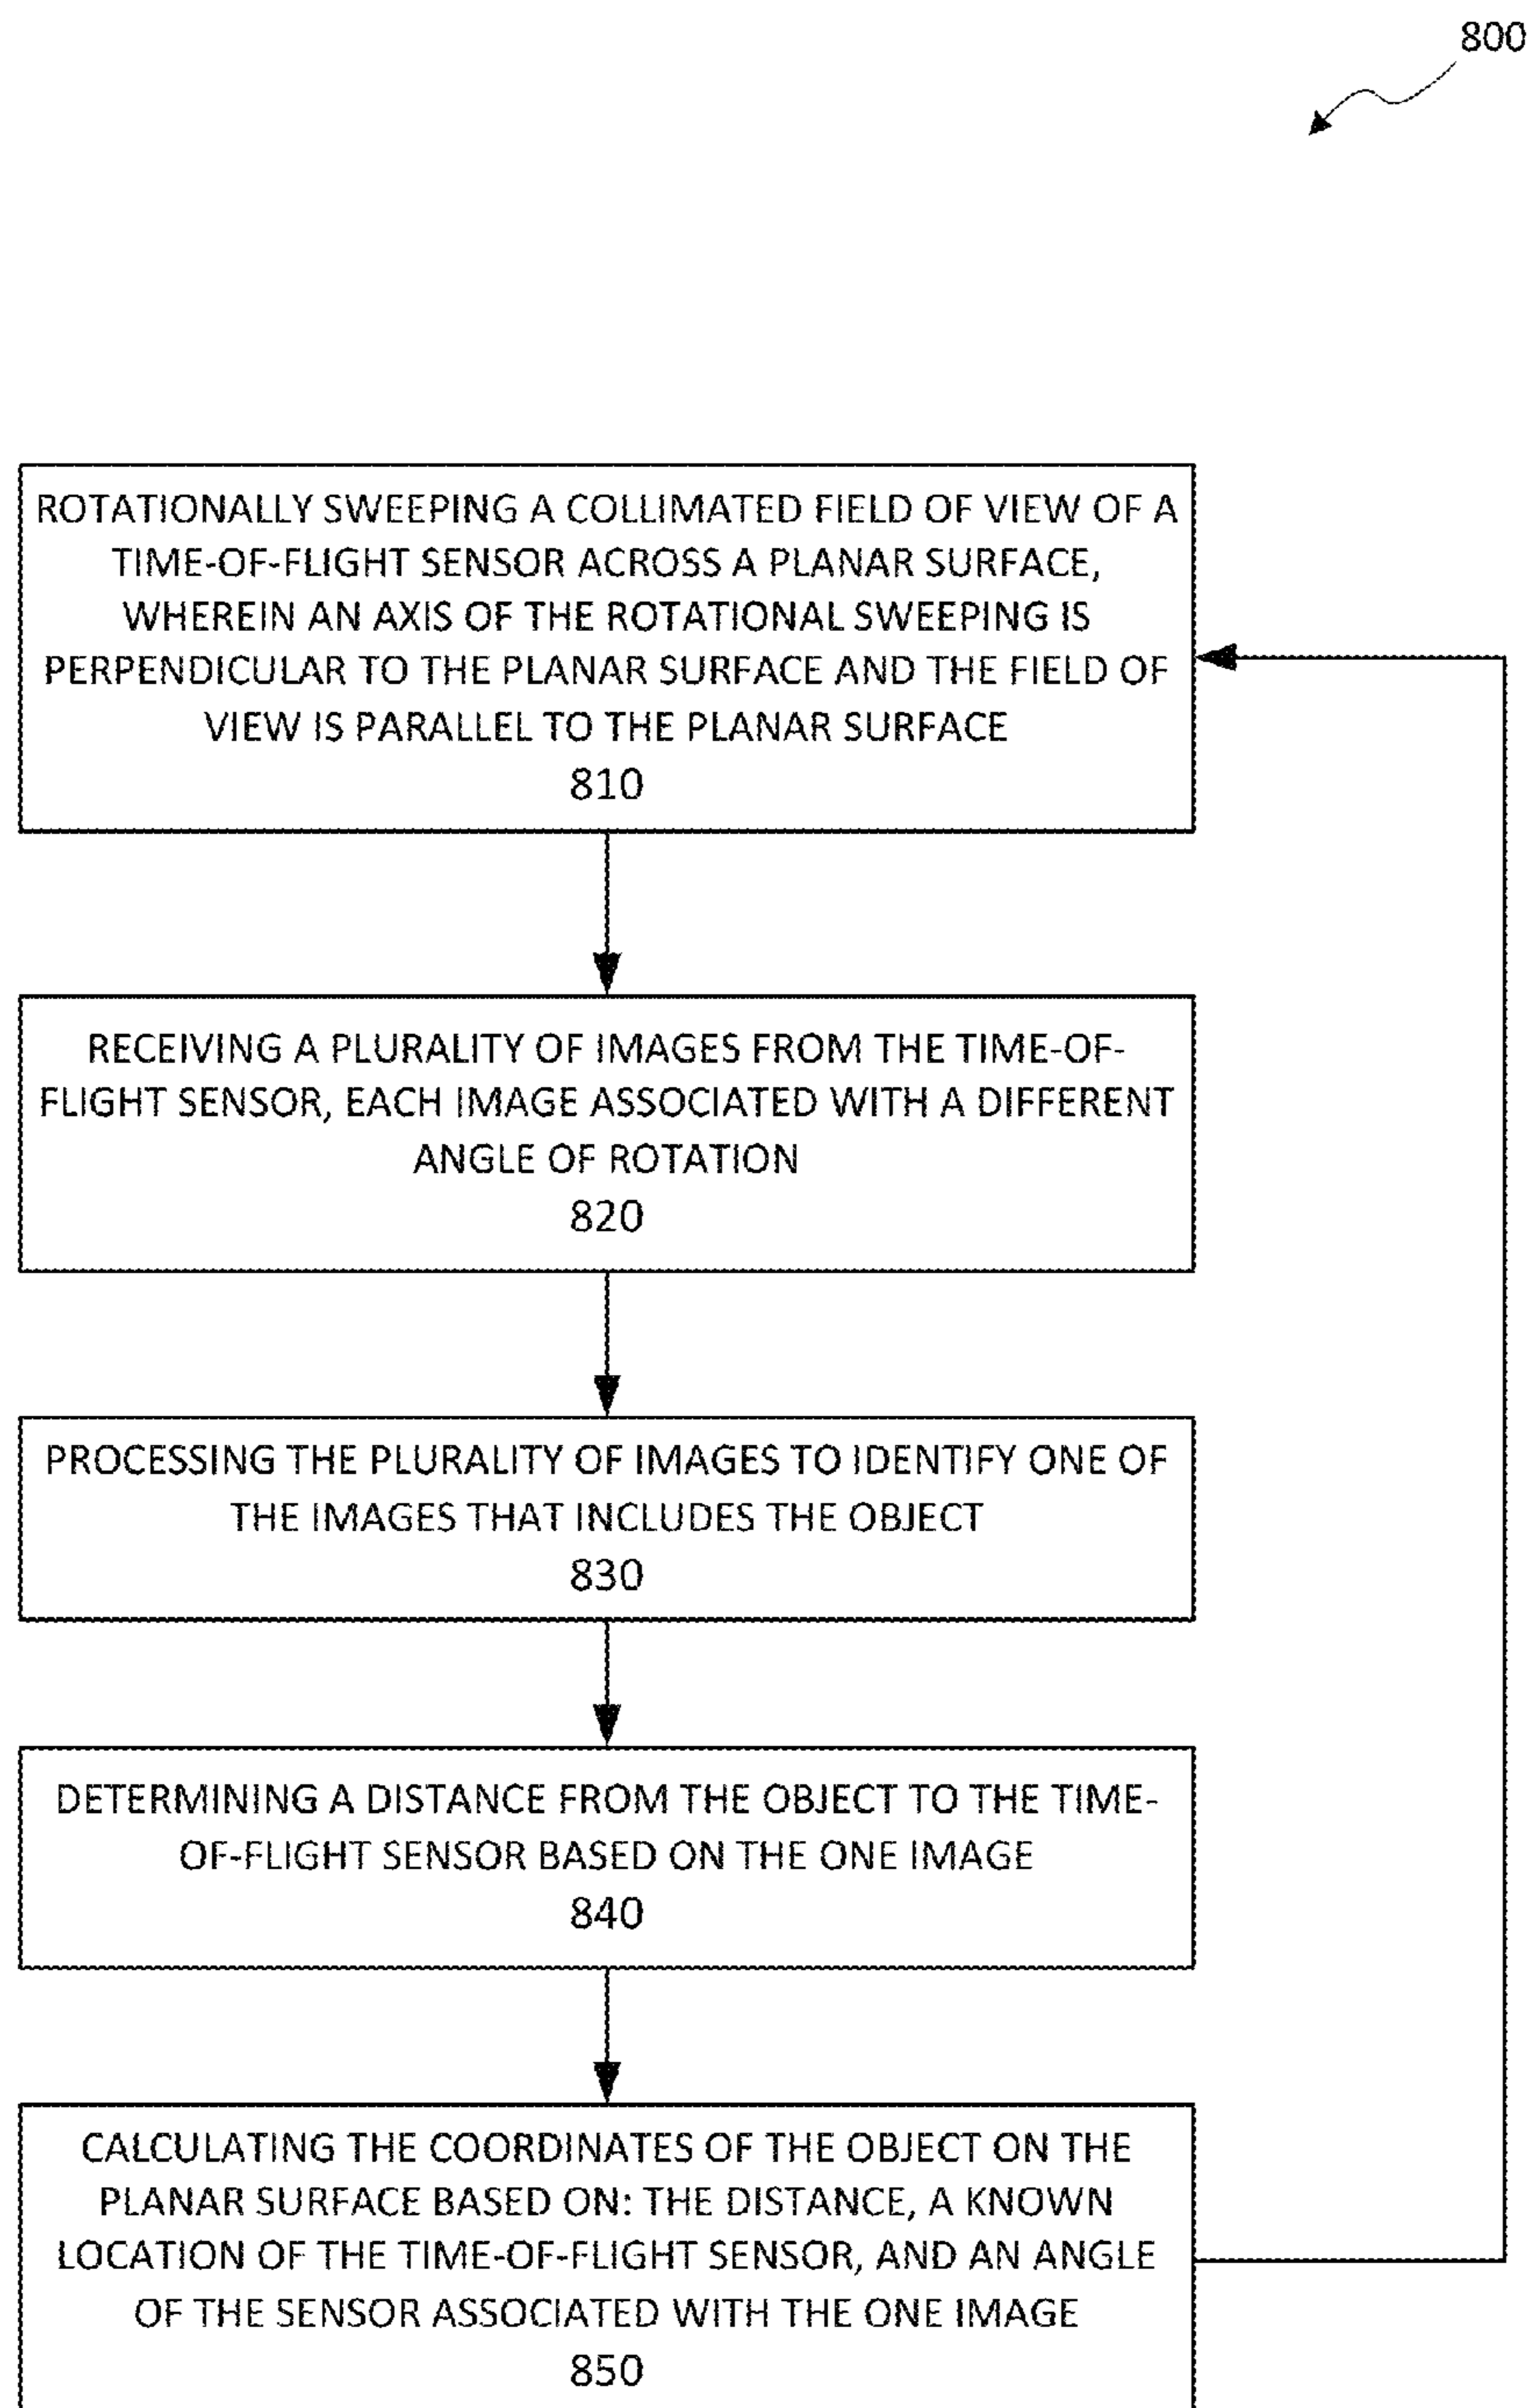 800
ROTATIONALLY SWEEPING A COLLIMATED FIELD OF VIEW OF A
TIME-OF-FLIGHT SENSOR ACROSS A PLANAR SURFACE,
WHEREIN AN AXIS OF THE ROTATIONAL SWEEPING IS
PERPENDICULAR TO THE PLANAR SURFACE AND THE FIELD OF
VIEW IS PARALLEL TO THE PLANAR SURFACE
810
RECEIVING A PLURALITY OF IMAGES FROM THE TIME-OF-
FLIGHT SENSOR, EACH IMAGE ASSOCIATED WITH A DIFFERENT
ANGLE OF ROTATION
820
PROCESSING THE PLURALITY OF IMAGES TO IDENTIFY ONE OF
THE IMAGES THAT INCLUDES THE OBJECT
830
DETERMINING A DISTANCE FROM THE OBJECT TO THE TIME-
OF-FLIGHT SENSOR BASED ON THE ONE IMAGE
840
CALCULATING THE COORDINATES OF THE OBJECT ON THE
PLANAR SURFACE BASED ON: THE DISTANCE, A KNOWN
LOCATION OF THE TIME-OF-FLIGHT SENSOR, AND AN ANGLE
OF THE SENSOR ASSOCIATED WITH THE ONE IMAGE
850